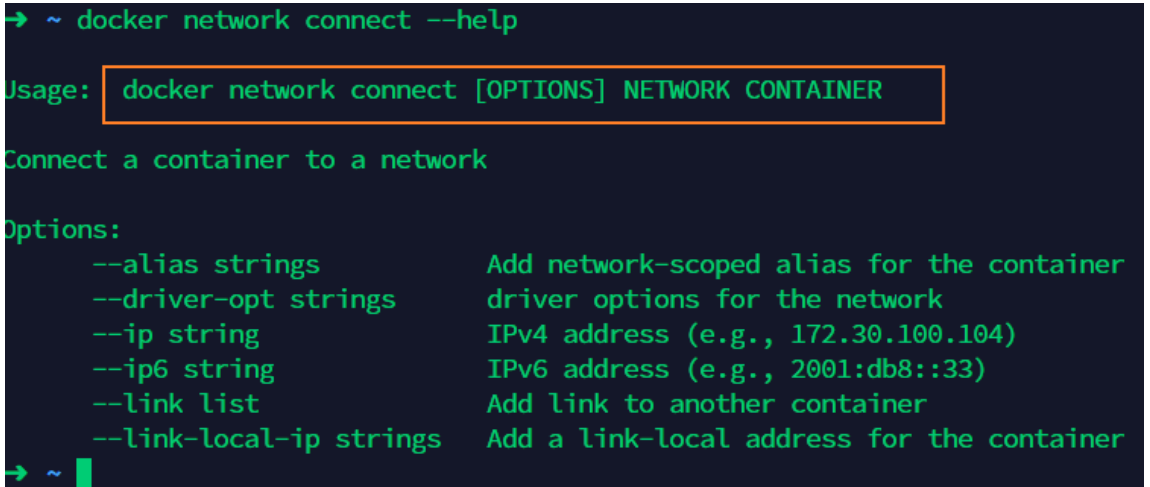 → ~ docker network connect --help
Usage: docker network connect [OPTIONS] NETWORK CONTAINER
Connect a container to a network
Options:
--alias strings Add network-scoped alias for the container
--driver-opt strings driver options for the network
--ip string IPv4 address (e.g., 172.30.100.104)
--ip6 string IPv6 address (e.g., 2001:db8::33)
--link list Add link to another container
--link-local-ip strings Add a link-local address for the container
→ ~